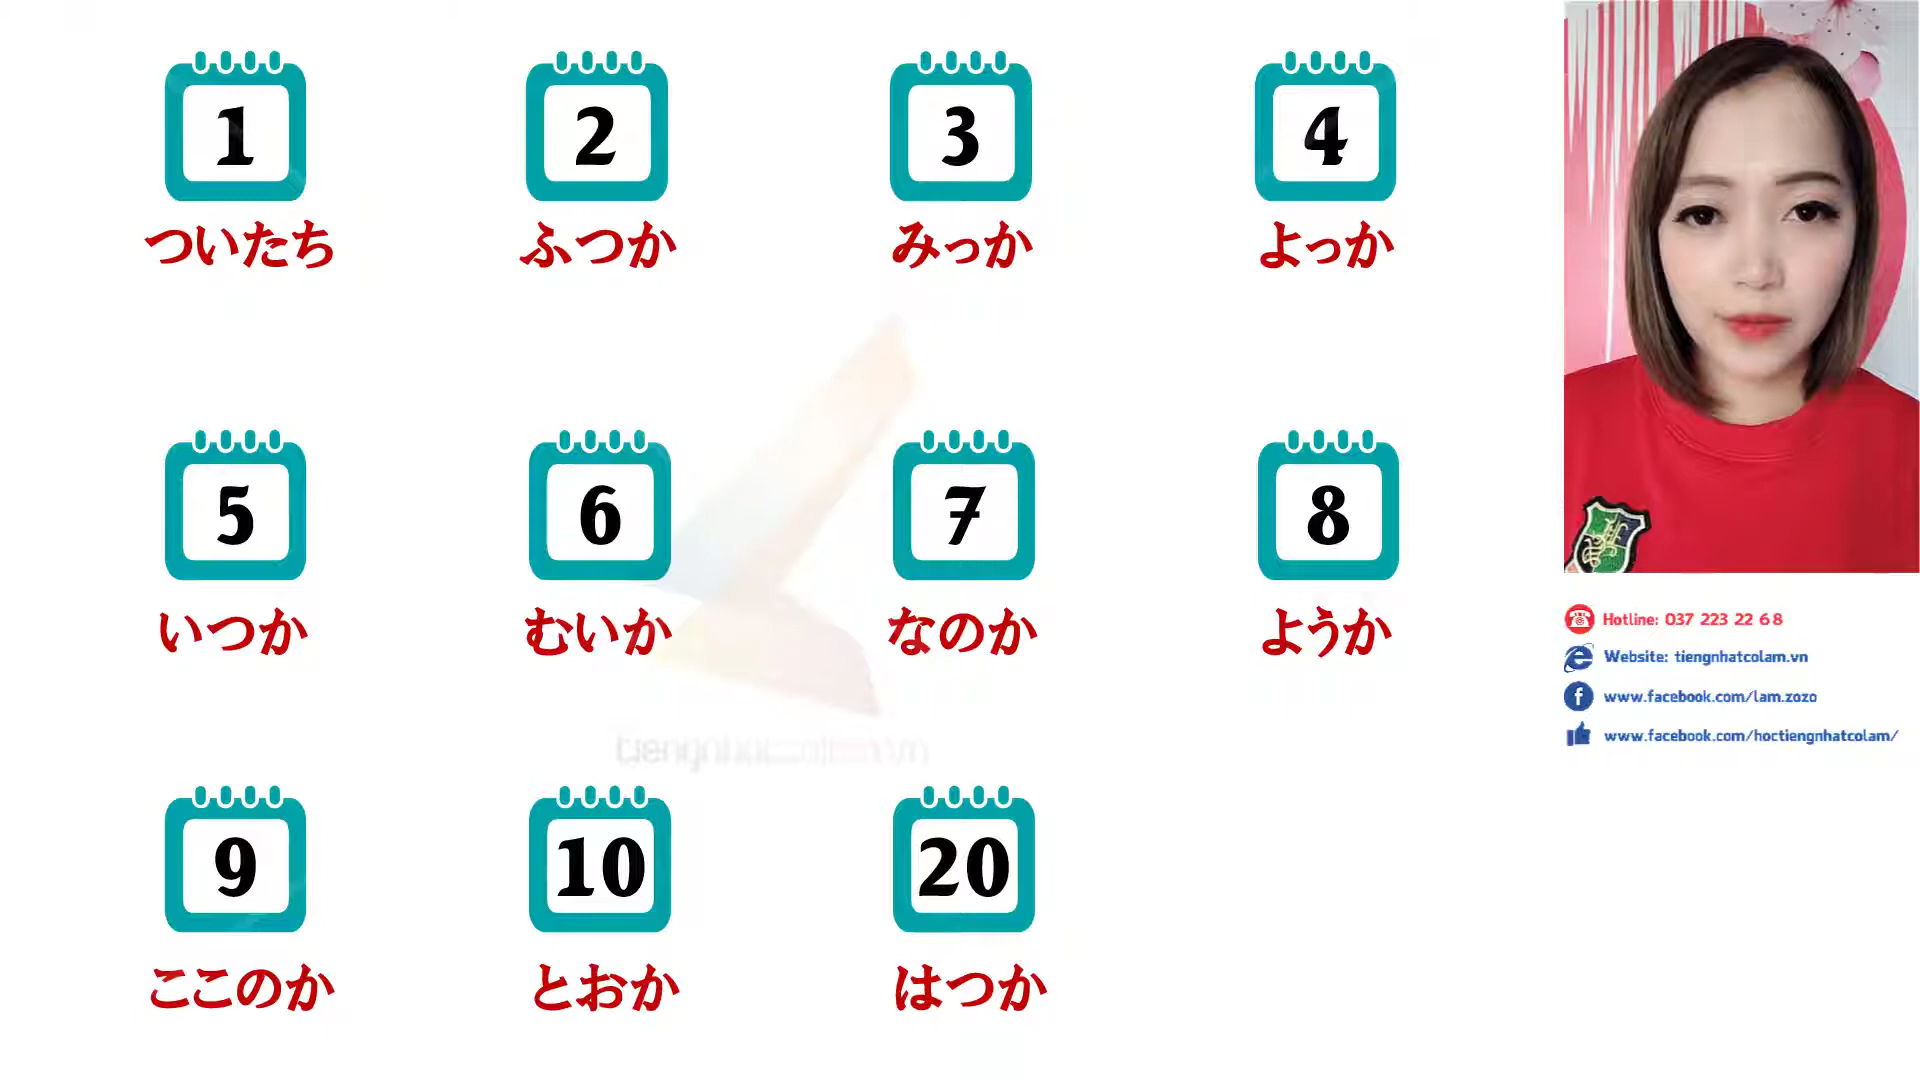 1 2 3 4
ついたち ふつか みっか よっか
5 6 7 8
いつか むいか なのか ようか
9 10 20
ここのか とおか はつか
Hotline: 037 223 22 68
Website: tiengnhatcolam.vn
www.facebook.com/lam.zozo
www.facebook.com/hoctiengnhatcolam/
tiengnhatcolam.vn